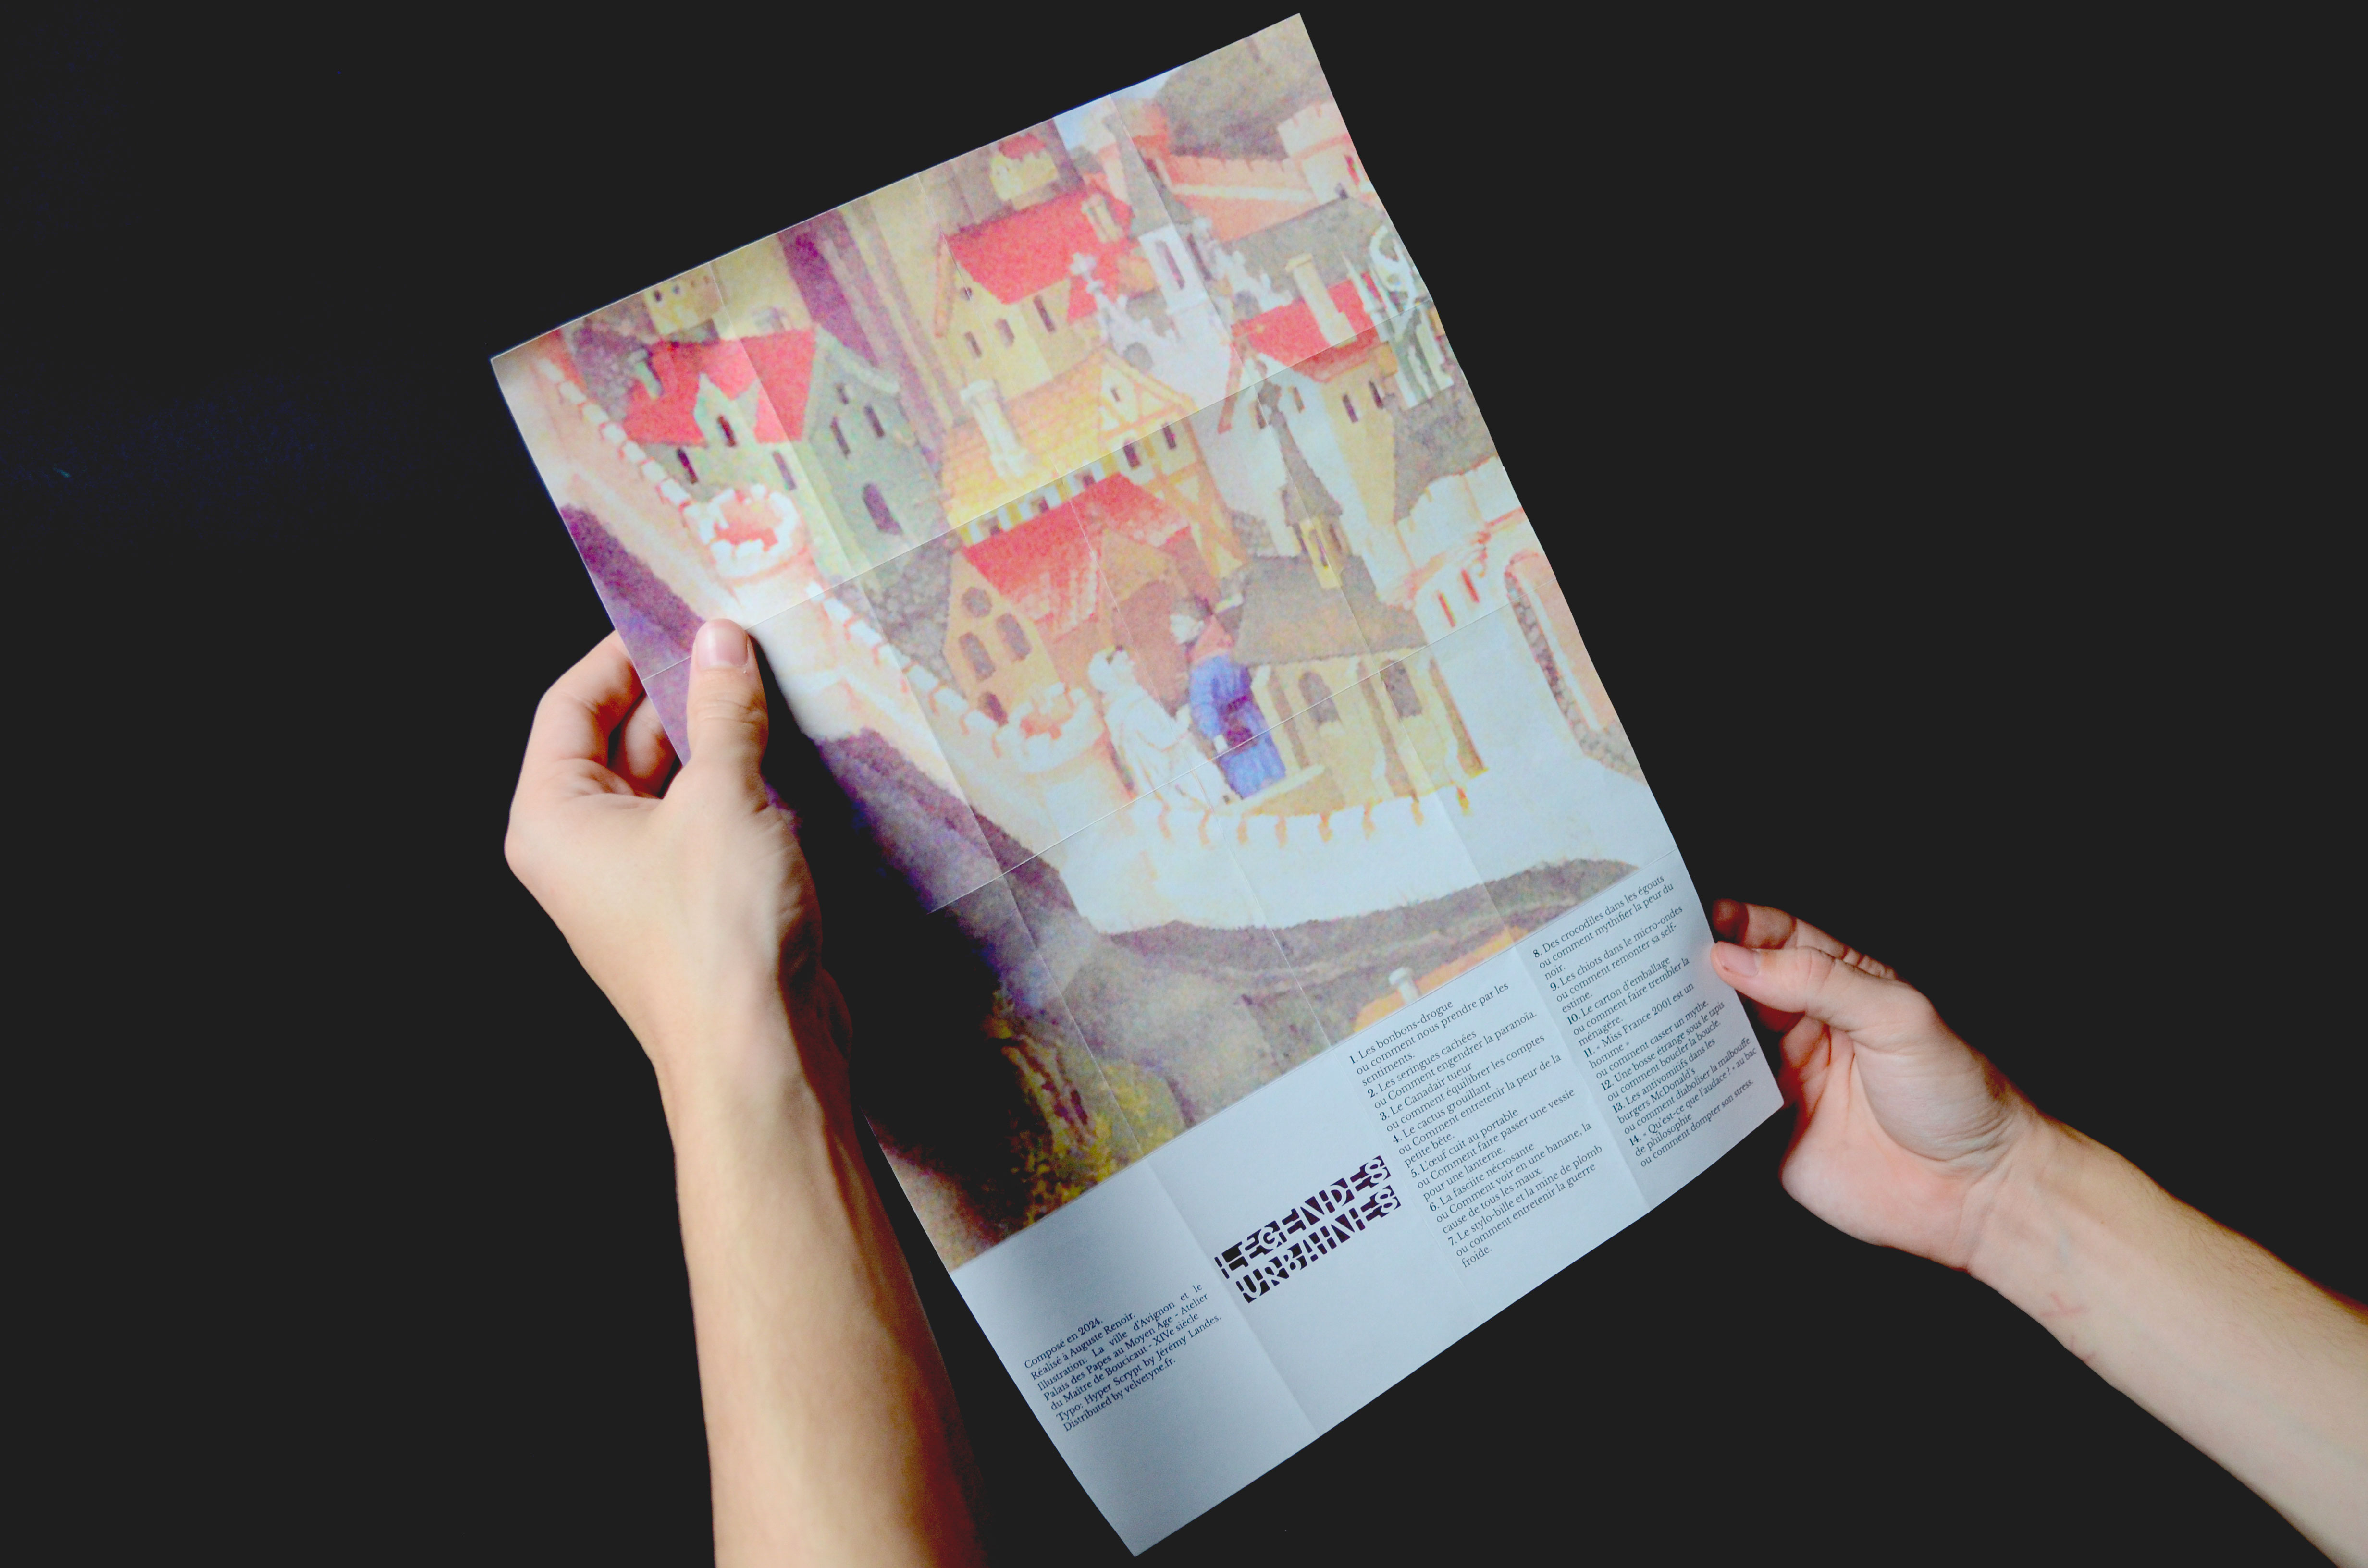 Composé en 2024.
Réalisé à Auguste Renoir.
Illustration: La ville d'Avignon et le
Palais des Papes au Moyen Age - Atelier
du Maître de Boucicaut - XIVe siècle
Typo: Hyper Scrypt by Jérémy Landes.
Distributed by velvetyne.fr.
LEGENDES
URBAINES
1. Les bonbons-drogue
ou comment nous prendre par les
sentiments.
2. Les seringues cachées
ou Comment engendrer la paranoïa.
3. Le Canadair tueur
ou comment équilibrer les comptes
4. Le cactus grouillant
ou Comment entretenir la peur de la
petite bête.
5. L'œuf cuit au portable
ou Comment faire passer une vessie
pour une lanterne.
6. La fasciite nécrosante
ou Comment voir en une banane, la
cause de tous les maux.
7. Le stylo-bille et la mine de plomb
ou comment entretenir la guerre
froide.
8. Des crocodiles dans les égouts
ou comment mythifier la peur du
noir.
9. Les chiots dans le micro-ondes
ou comment remonter sa self-
estime.
10. Le carton d'emballage
ou comment faire trembler la
ménagère.
11. « Miss France 2001 est un
homme »
ou comment casser un mythe.
12. Une bosse étrange sous le tapis
ou comment boucler la boucle.
13. Les antivomitifs dans les
burgers McDonald's
ou comment diaboliser la malbouffe
14. « Qu'est-ce que l'audace ? » au bac
de philosophie
ou comment dompter son stress.